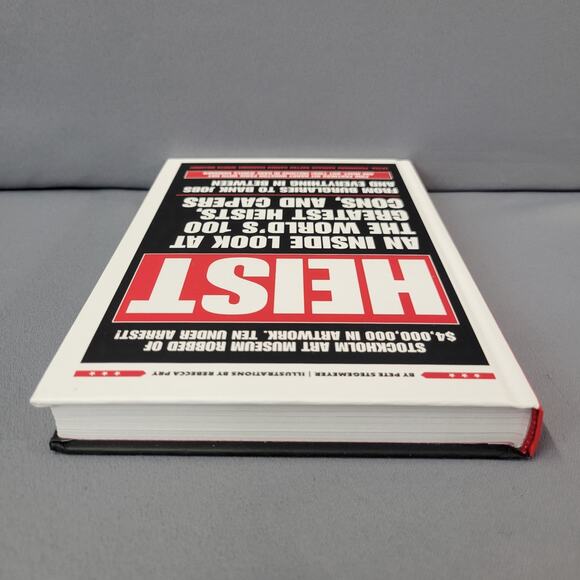 BY PETE STEGEMEYER | ILLUSTRATIONS BY REBECCA PRY
STOCKHOLM ART MUSEUM ROBBED OF
$4,000,000 IN ARTWORK. TEN UNDER ARREST!
HEIST
AN INSIDE LOOK AT
THE WORLD'S 100
GREATEST HEISTS,
CONS, AND CAPERS
FROM BURGLARIES TO BANK JOBS
AND EVERYTHING IN BETWEEN